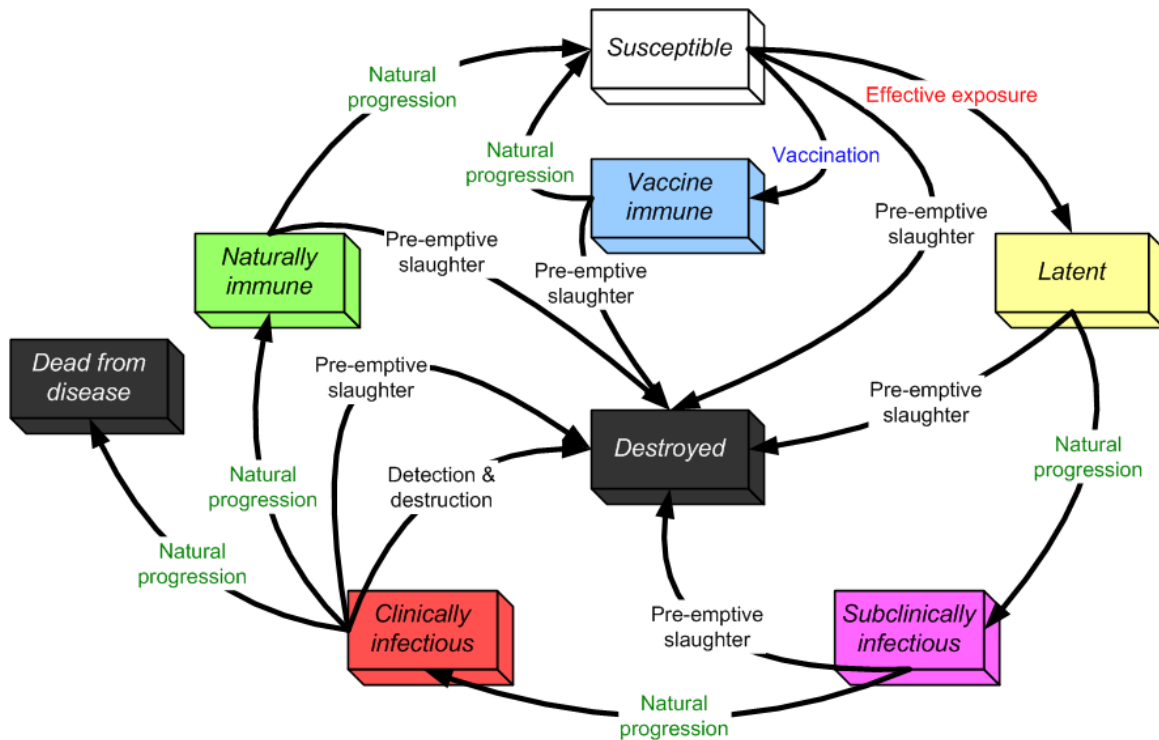 Susceptible
Natural
progression
Effective exposure
Natural
progression
Vaccination
Vaccine
immune
Pre-emptive
slaughter
Naturally
immune
Pre-emptive
slaughter
Pre-emptive
slaughter
Latent
Dead from
disease
Pre-emptive
slaughter
Pre-emptive
slaughter
Destroyed
Natural
progression
Natural
progression
Detection &
destruction
Natural
progression
Clinically
infectious
Pre-emptive
slaughter
Subclinically
infectious
Natural
progression